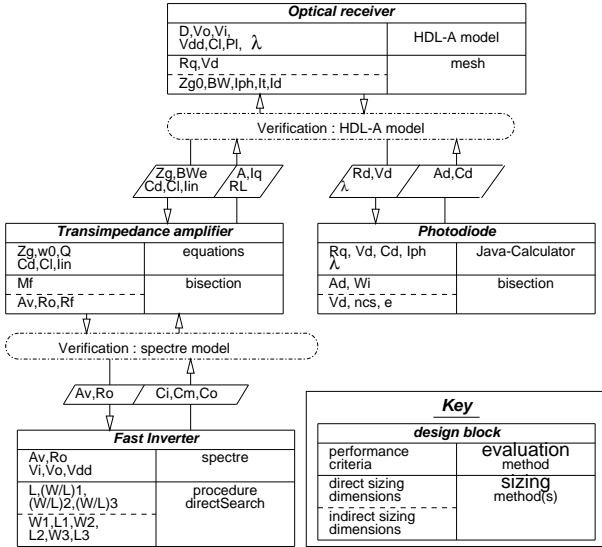 Optical receiver
D,Vo,Vi,
Vdd,Cl,Pl, λ
HDL-A model
Rq,Vd
mesh
Zg0,BW,Iph,It,Id
Verification : HDL-A model
Zg,BWe
Cd,Cl,Iin
A,Iq
RL
Rd,Vd
λ
Ad,Cd
Transimpedance amplifier
Zg,w0,Q
Cd,Cl,Iin
equations
Mf
bisection
Av,Ro,Rf
Photodiode
Rq, Vd, Cd, Iph
λ
Java-Calculator
Ad, Wi
bisection
Vd, ncs, e
Verification : spectre model
Av,Ro
Ci,Cm,Co
Fast Inverter
Av,Ro
Vi,Vo,Vdd
spectre
L,(W/L)1,
(W/L)2,(W/L)3
procedure
directSearch
W1,L1,W2,
L2,W3,L3
Key
design block
performance
criteria
evaluation
method
direct sizing
dimensions
sizing
method(s)
indirect sizing
dimensions